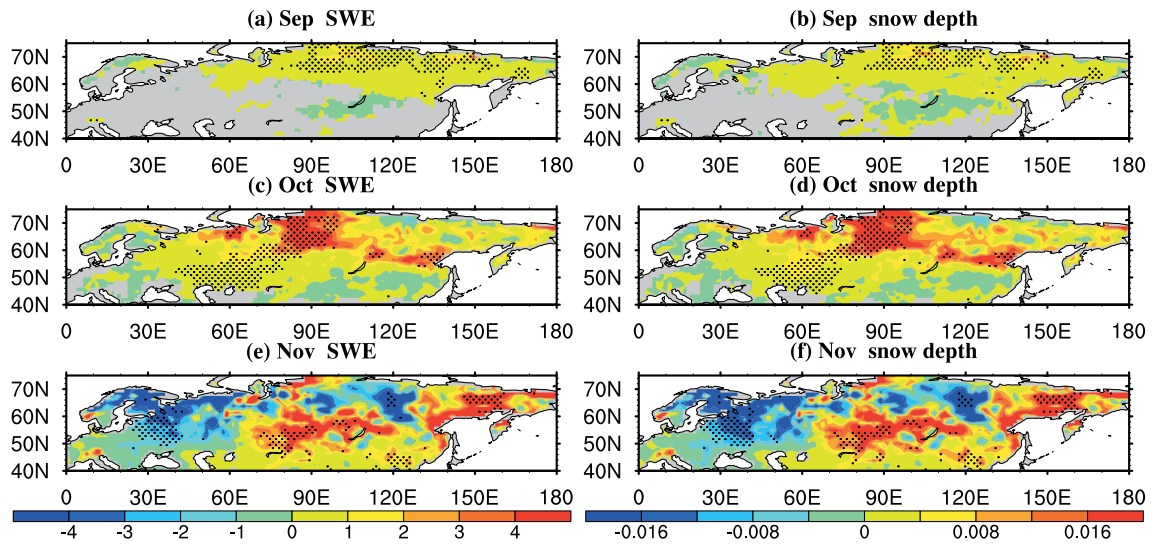 (a) Sep SWE
(b) Sep snow depth
70N
60N
50N
40N
0 30E 60E 90E 120E 150E 180
70N
60N
50N
40N
0 30E 60E 90E 120E 150E 180
(c) Oct SWE
(d) Oct snow depth
70N
60N
50N
40N
0 30E 60E 90E 120E 150E 180
70N
60N
50N
40N
0 30E 60E 90E 120E 150E 180
(e) Nov SWE
(f) Nov snow depth
70N
60N
50N
40N
0 30E 60E 90E 120E 150E 180
70N
60N
50N
40N
0 30E 60E 90E 120E 150E 180
-4 -3 -2 -1 0 1 2 3 4
-0.016 -0.008 0 0.008 0.016